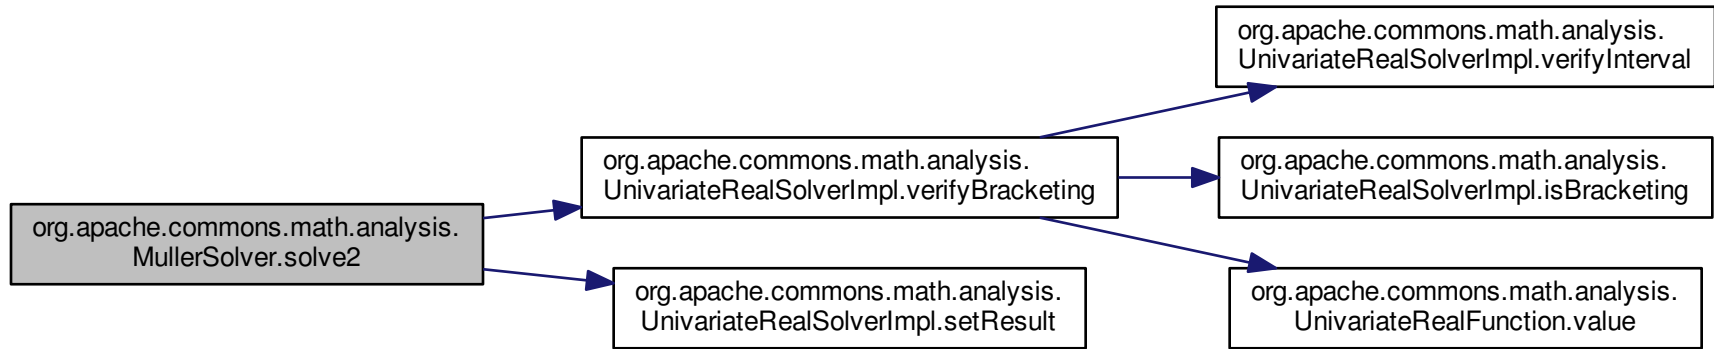 org.apache.commons.math.analysis.
MullerSolver.solve2
org.apache.commons.math.analysis.
UnivariateRealSolverImpl.verifyBracketing
org.apache.commons.math.analysis.
UnivariateRealSolverImpl.setResult
org.apache.commons.math.analysis.
UnivariateRealSolverImpl.verifyInterval
org.apache.commons.math.analysis.
UnivariateRealSolverImpl.isBracketing
org.apache.commons.math.analysis.
UnivariateRealFunction.value